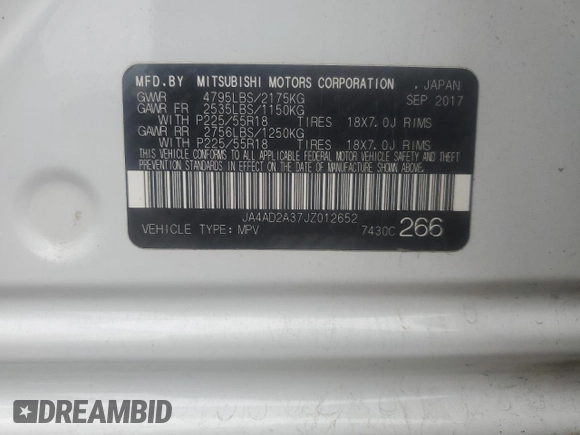 MFD.BY MITSUBISHI MOTORS CORPORATION , JAPAN
GVWR 4795LBS/2175KG SEP 2017
GAWR FR 2535LBS/1150KG
WITH P225/55R18 TIRES 18X7.0J RIMS
GAWR RR 2756LBS/1250KG
WITH P225/55R18 TIRES 18X7.0J RIMS
THIS VEHICLE CONFORMS TO ALL APPLICABLE FEDERAL MOTOR VEHICLE SAFETY AND THEFT
PREVENTION STANDARDS IN EFFECT ON THE DATE OF MANUFACTURE SHOWN ABOVE.
JA4AD2A37JZ012652
VEHICLE TYPE: MPV 7430C 266
DREAMBID